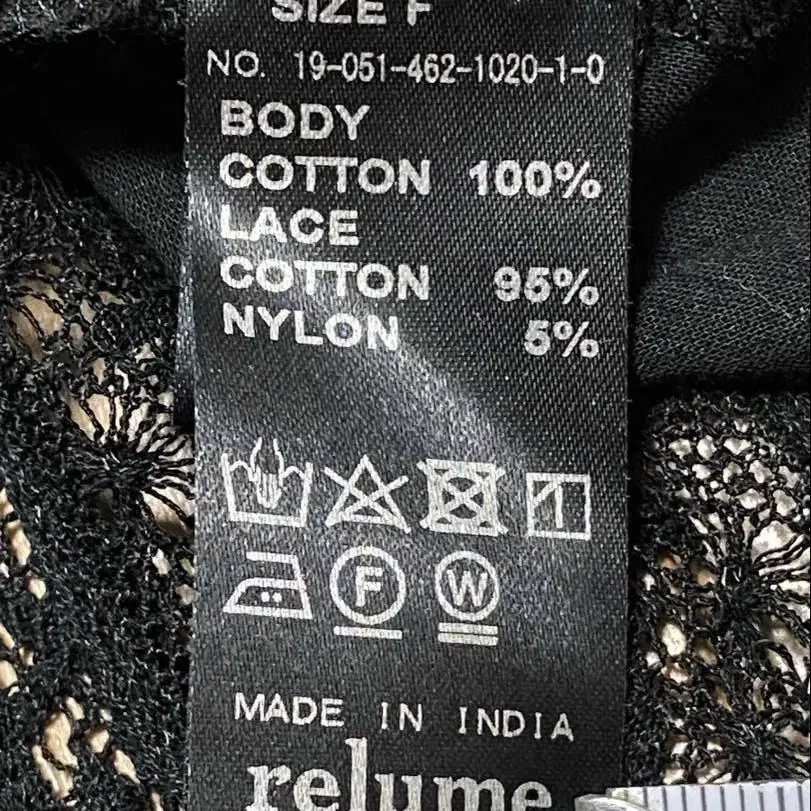 SIZE F
NO. 19-051-462-1020-1-0
BODY
COTTON 100%
LACE
COTTON 95%
NYLON 5%
F W
MADE IN INDIA
relume